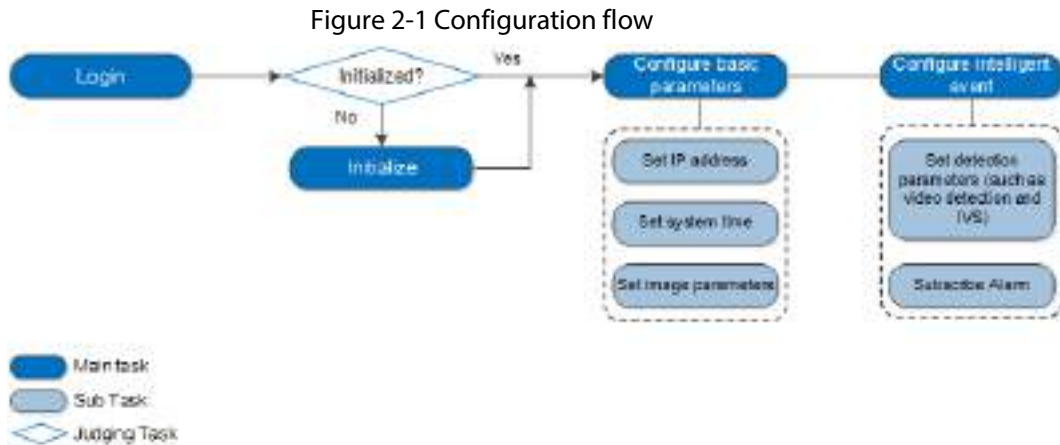 Figure 2-1 Configuration flow
Login
Initialized?
Yes
No
Initialize
Configure basic
parameters
Set IP address
Set system time
Set image parameters
Configure intelligent
event
Set detection
parameters (such as
video detection and
IVS)
Subscribe Alarm
Main task
Sub Task
Judging Task